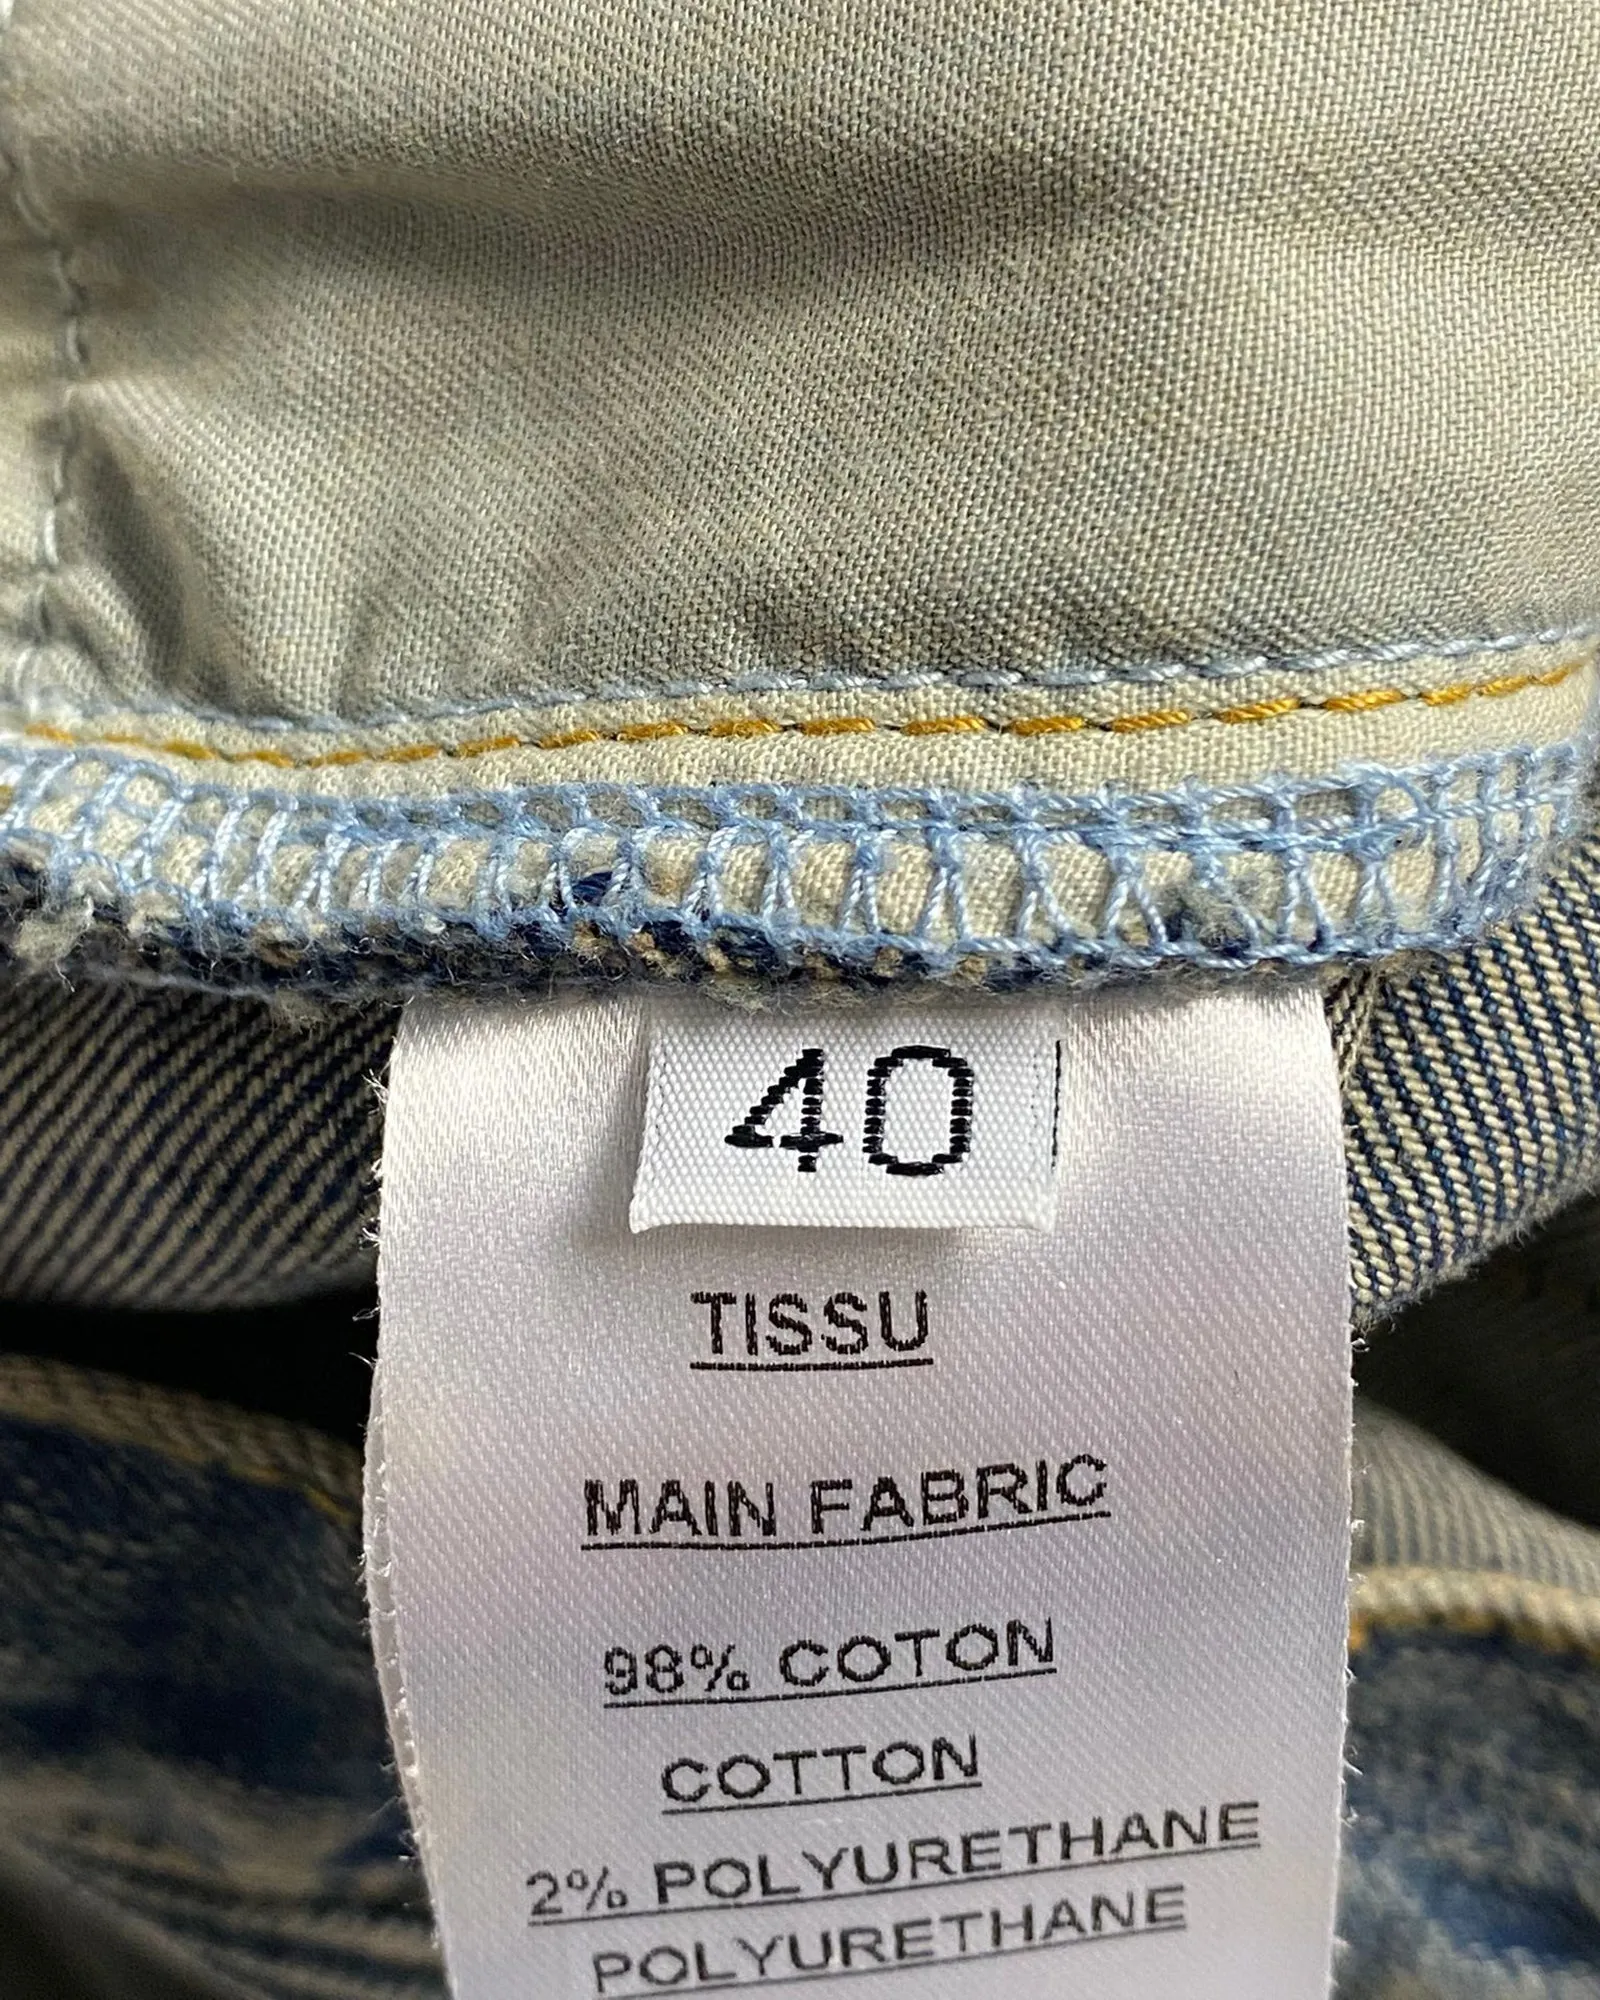 40
TISSU
MAIN FABRIC
98% COTON
COTTON
2% POLYURETHANE
POLYURETHANE